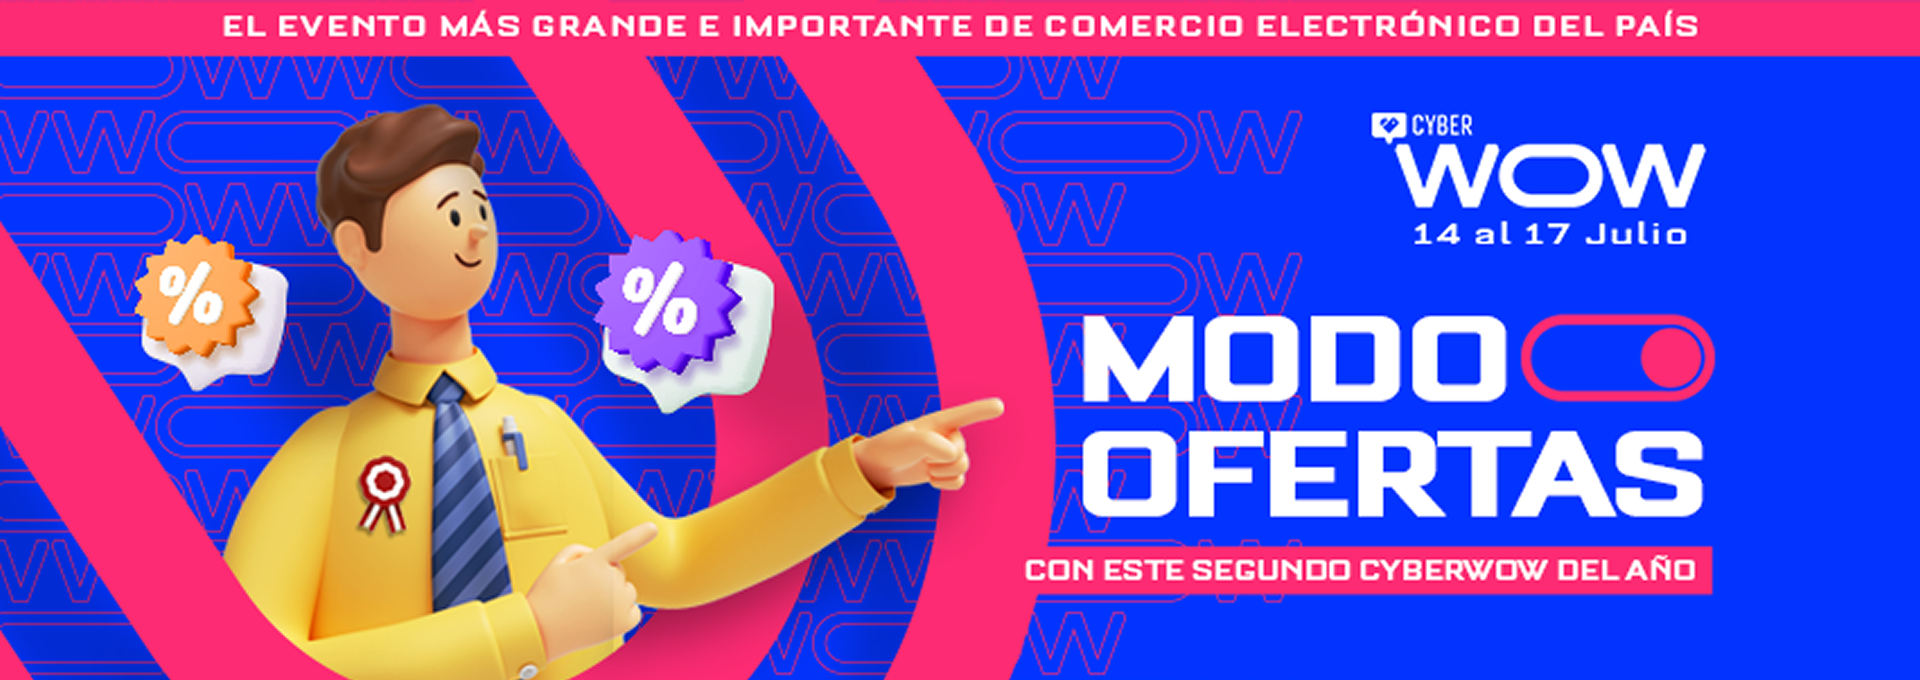 EL EVENTO MÁS GRANDE E IMPORTANTE DE COMERCIO ELECTRÓNICO DEL PAÍS
CYBER
WOW
14 al 17 Julio
%
%
MODO
OFERTAS
CON ESTE SEGUNDO CYBERWOW DEL AÑO